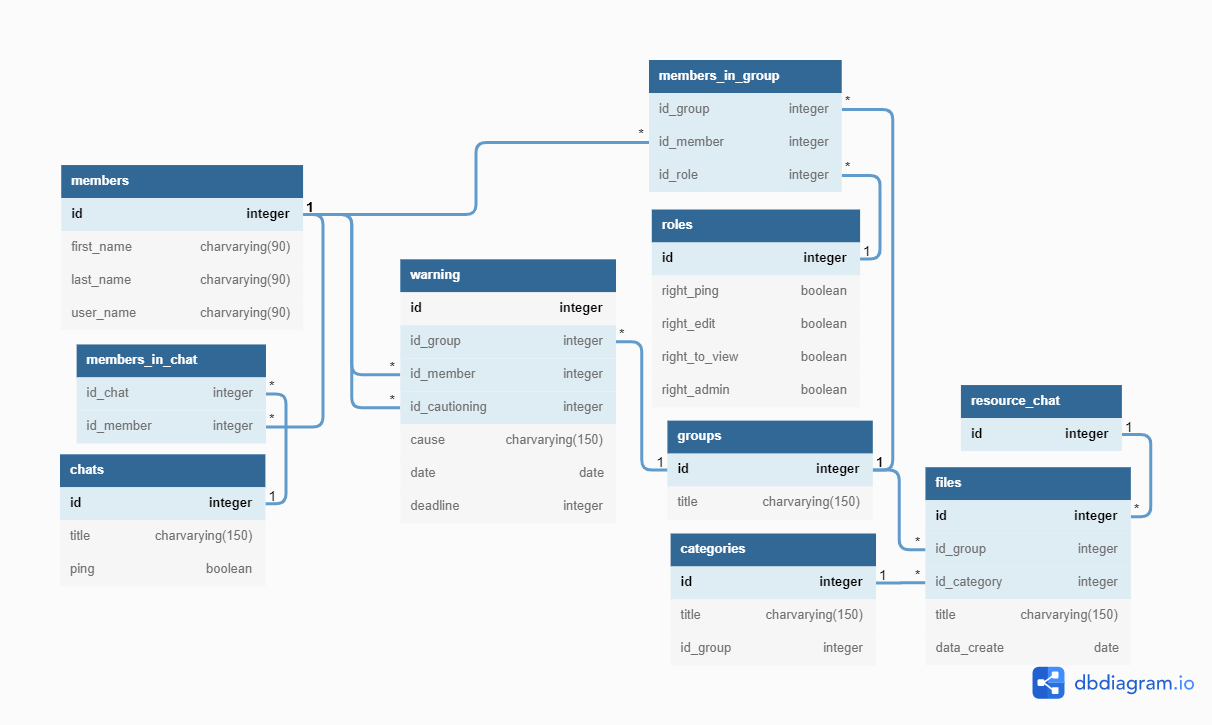 members_in_group
id_group integer
id_member integer
id_role integer
*
*
*
members
id integer
first_name charvarying(90)
last_name charvarying(90)
user_name charvarying(90)
1
roles
id integer
right_ping boolean
right_edit boolean
right_to_view boolean
right_admin boolean
1
warning
id integer
id_group integer
id_member integer
id_cautioning integer
cause charvarying(150)
date date
deadline integer
*
*
*
members_in_chat
id_chat integer
id_member integer
*
*
chats
id integer
title charvarying(150)
ping boolean
1
groups
id integer
title charvarying(150)
1
1
categories
id integer
title charvarying(150)
id_group integer
1
resource_chat
id integer
1
files
id integer
id_group integer
id_category integer
title charvarying(150)
data_create date
*
*
*
dbdiagram.io